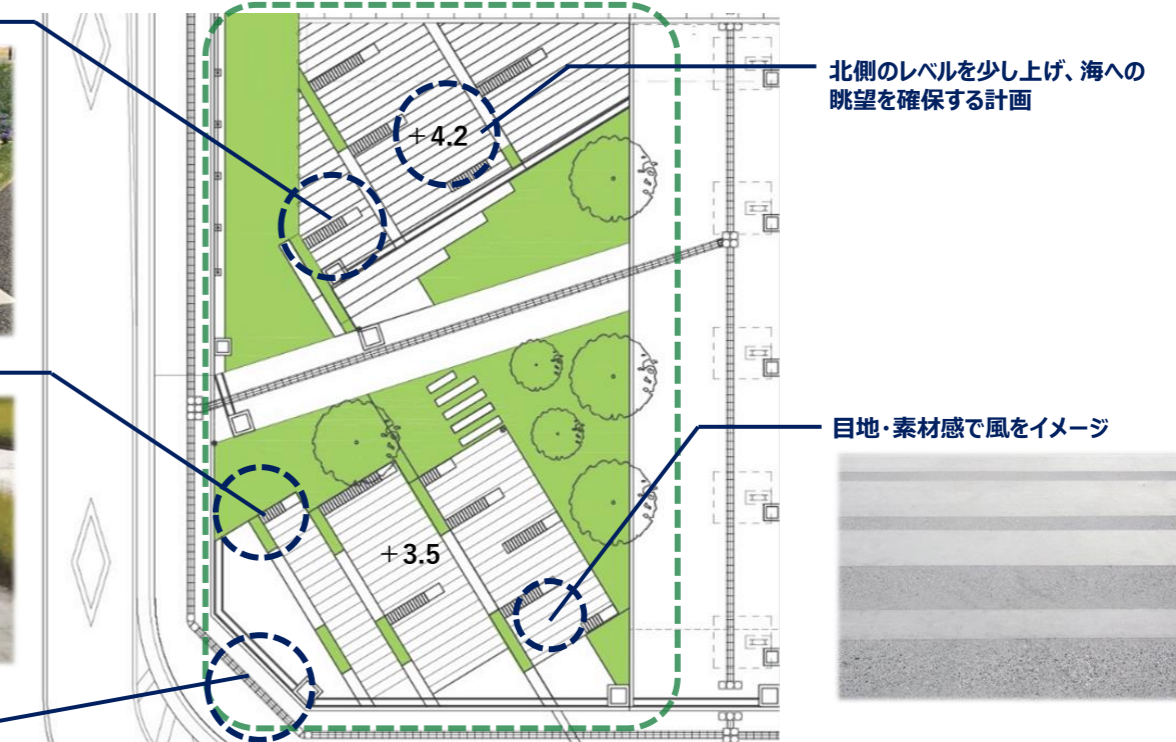 北側のレベルを少し上げ、海への
眺望を確保する計画
+4.2
目地・素材感で風をイメージ
+3.5